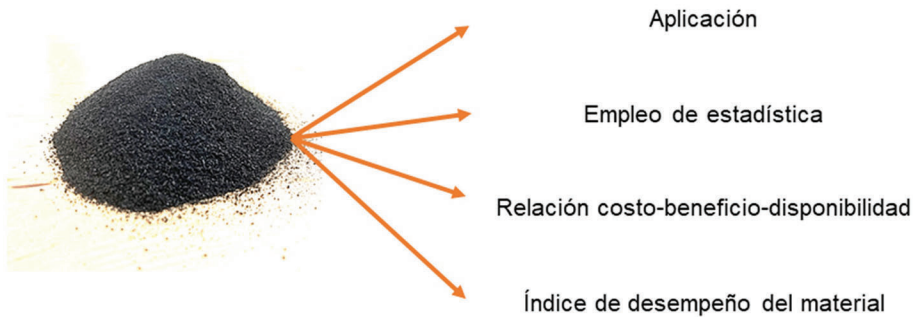 Aplicación
Empleo de estadística
Relación costo-beneficio-disponibilidad
Índice de desempeño del material